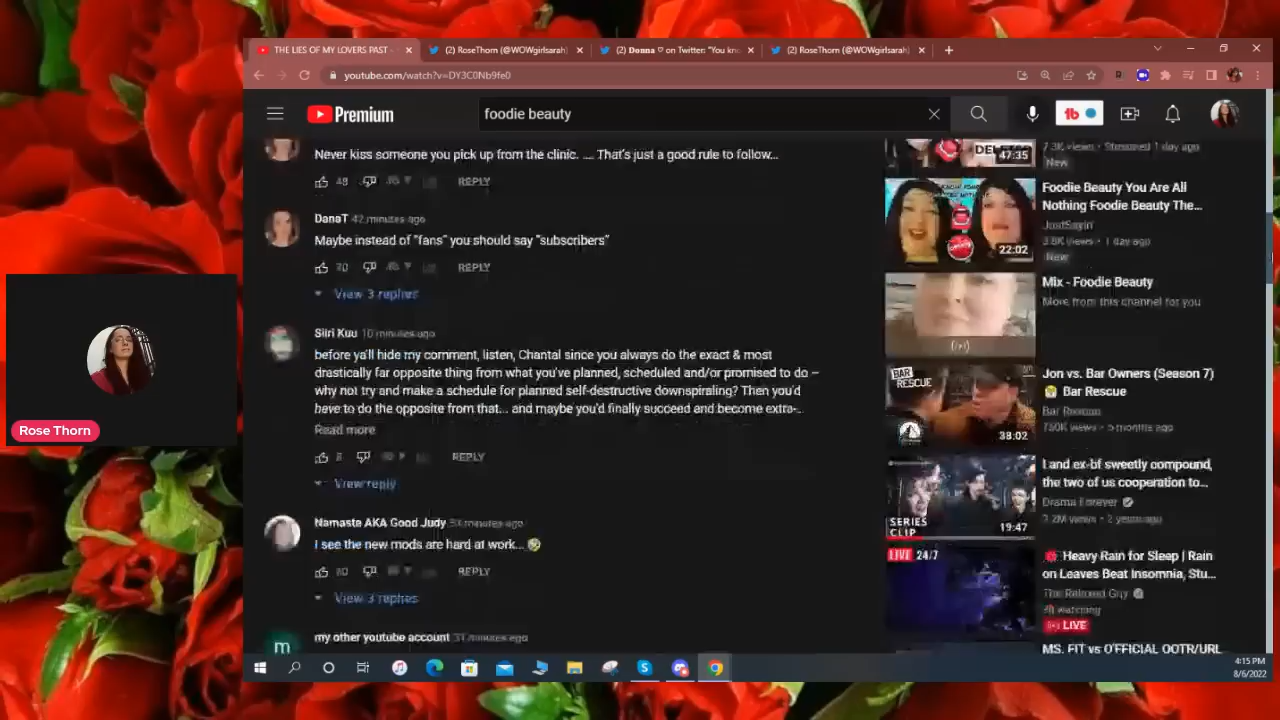 THE LIES OF MY LOVERS PAST -
(2) RoseThorn (@WOWgirlsarah)
(2) Donna ♡ on Twitter: "You kn
(2) RoseThorn (@WOWgirlsarah)
youtube.com/watch?v=DY3C0Nb9fe0
Premium
foodie beauty
Never kiss someone you pick up from the clinic. .... That's just a good rule to follow...
48
REPLY
DanaT 42 minutes ago
Maybe instead of "fans" you should say "subscribers"
REPLY
View 3 replies
Siiri Kuu 10 minutes ago
before ya'll hide my comment, listen, Chantal since you always do the exact & most
drastically far opposite thing from what you've planned, scheduled and/or promised to do –
why not try and make a schedule for planned self-destructive downspiraling? Then you'd
have to do the opposite from that... and maybe you'd finally succeed and become extra-...
Read more
REPLY
View reply
Namaste AKA Good Judy minutes ago
I see the new mods are hard at work...
REPLY
View 3 replies
my other youtube account 31 minutes ago
m
47:35
7.3K views • Streamed 1 day ago
New
Foodie Beauty You Are All
Nothing Foodie Beauty The...
JustSayin'
3.8K views • 1 day ago
New
22:02
Mix - Foodie Beauty
More from this channel for you
BAR
RESCUE
Jon vs. Bar Owners (Season 7)
Bar Rescue
Bar Rescue
views • 5 months ago
38:02
I and ex-bf sweetly compound,
the two of us cooperation to...
Drama Forever
views • 2 years ago
SERIES
CLIP
19:47
LIVE 24/7
Heavy Rain for Sleep | Rain
on Leaves Beat Insomnia, Stu...
The Relaxed Guy
watching
LIVE
MS. FIT vs OFFICIAL OOTR/URL
Rose Thorn
4:15 PM
8/6/2022